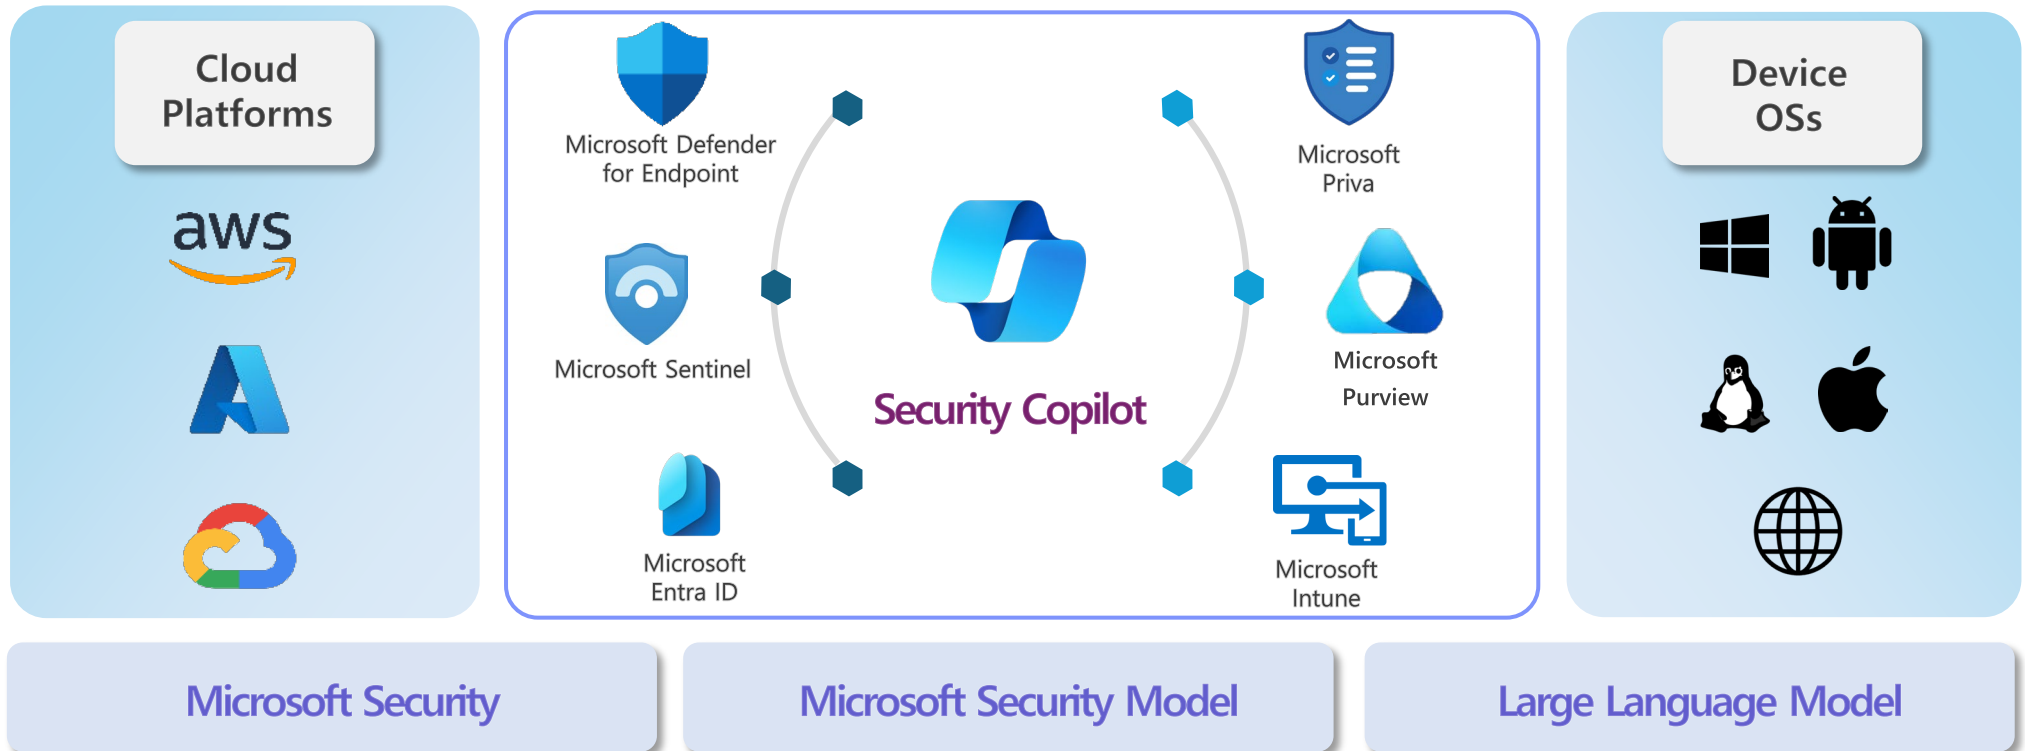 Cloud
Platforms
aws
Microsoft Defender
for Endpoint
Microsoft Sentinel
Microsoft
Entra ID
Security Copilot
Microsoft
Priva
Microsoft
Purview
Microsoft
Intune
Device
OSs
Microsoft Security
Microsoft Security Model
Large Language Model